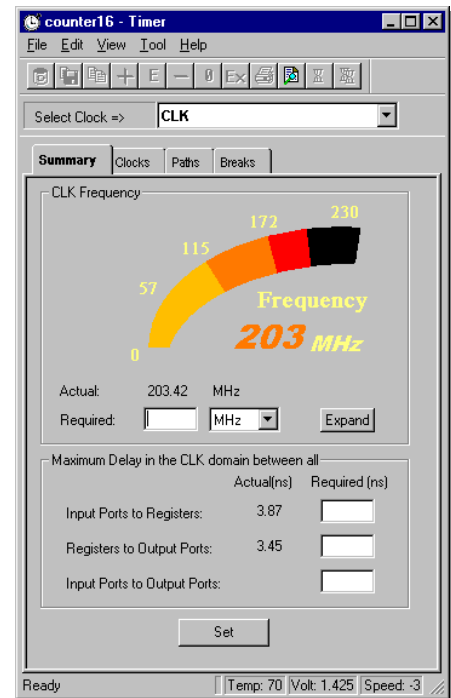 counter16 - Timer
File Edit View Tool Help
E 0 Ex
Select Clock => CLK
Summary Clocks Paths Breaks
CLK Frequency
0 57 115 172 230
Frequency
203 MHz
Actual: 203.42 MHz
Required: MHz Expand
Maximum Delay in the CLK domain between all
Actual(ns) Required (ns)
Input Ports to Registers: 3.87
Registers to Output Ports: 3.45
Input Ports to Output Ports:
Set
Ready Temp: 70 Volt: 1.425 Speed: -3